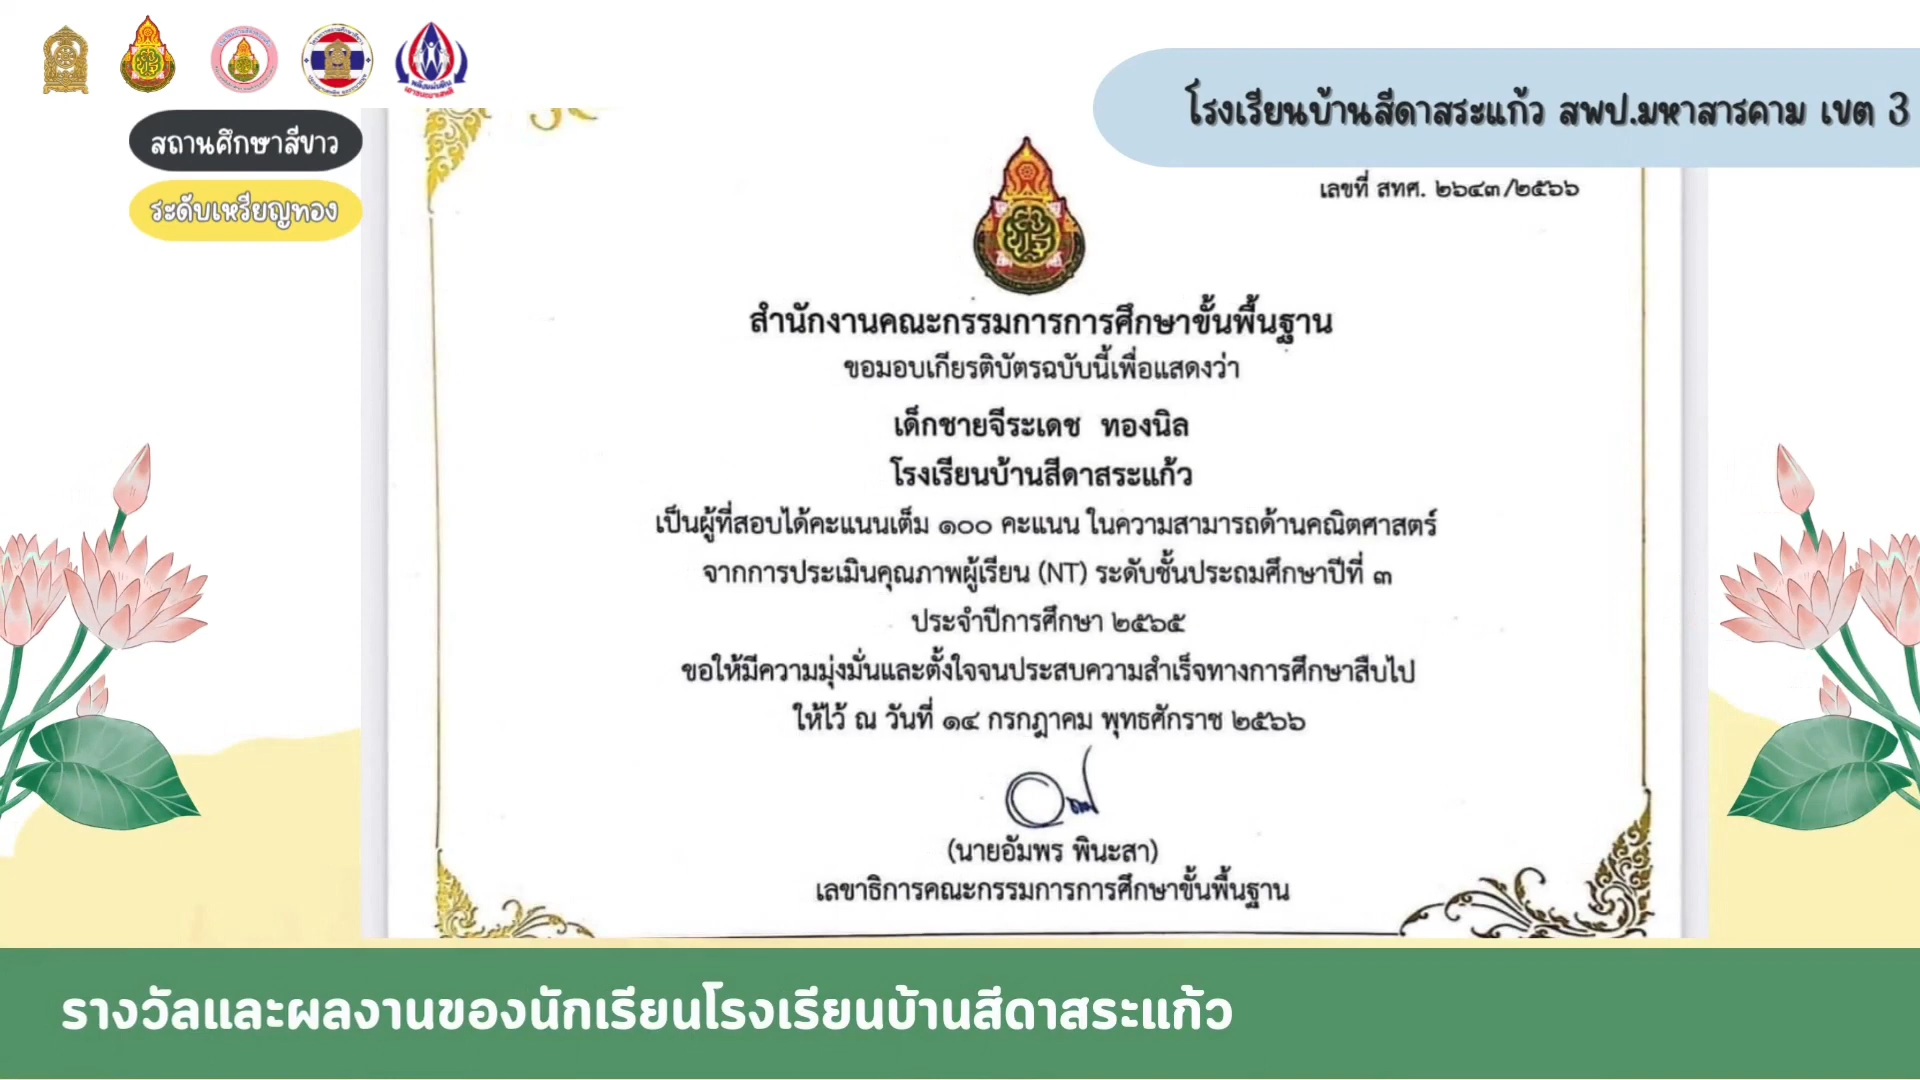 โรงเรียนบ้านสีดาสระแก้ว สพป.มหาสารคาม เขต 3
สถานศึกษาสีขาว
ระดับเหรียญทอง
เลขที่ สทศ. ๒๖๔๓/๒๕๖๖
สำนักงานคณะกรรมการการศึกษาขั้นพื้นฐาน
ขอมอบเกียรติบัตรฉบับนี้เพื่อแสดงว่า
เด็กชายจีระเดช ทองนิล
โรงเรียนบ้านสีดาสระแก้ว
เป็นผู้ที่สอบได้คะแนนเต็ม ๑๐๐ คะแนน ในความสามารถด้านคณิตศาสตร์
จากการประเมินคุณภาพผู้เรียน (NT) ระดับชั้นประถมศึกษาปีที่ ๓
ประจำปีการศึกษา ๒๕๖๕
ขอให้มีความมุ่งมั่นและตั้งใจจนประสบความสำเร็จทางการศึกษาสืบไป
ให้ไว้ ณ วันที่ ๑๔ กรกฎาคม พุทธศักราช ๒๕๖๖
(นายอัมพร พินะสา)
เลขาธิการคณะกรรมการการศึกษาขั้นพื้นฐาน
รางวัลและผลงานของนักเรียนโรงเรียนบ้านสีดาสระแก้ว